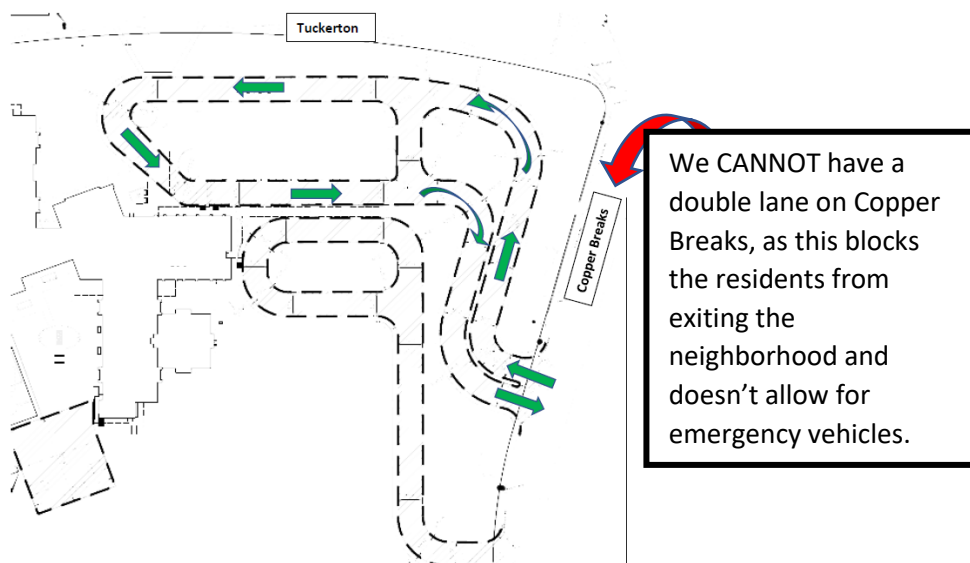 Tuckerton
Copper Breaks
We CANNOT have a
double lane on Copper
Breaks, as this blocks
the residents from
exiting the
neighborhood and
doesn’t allow for
emergency vehicles.